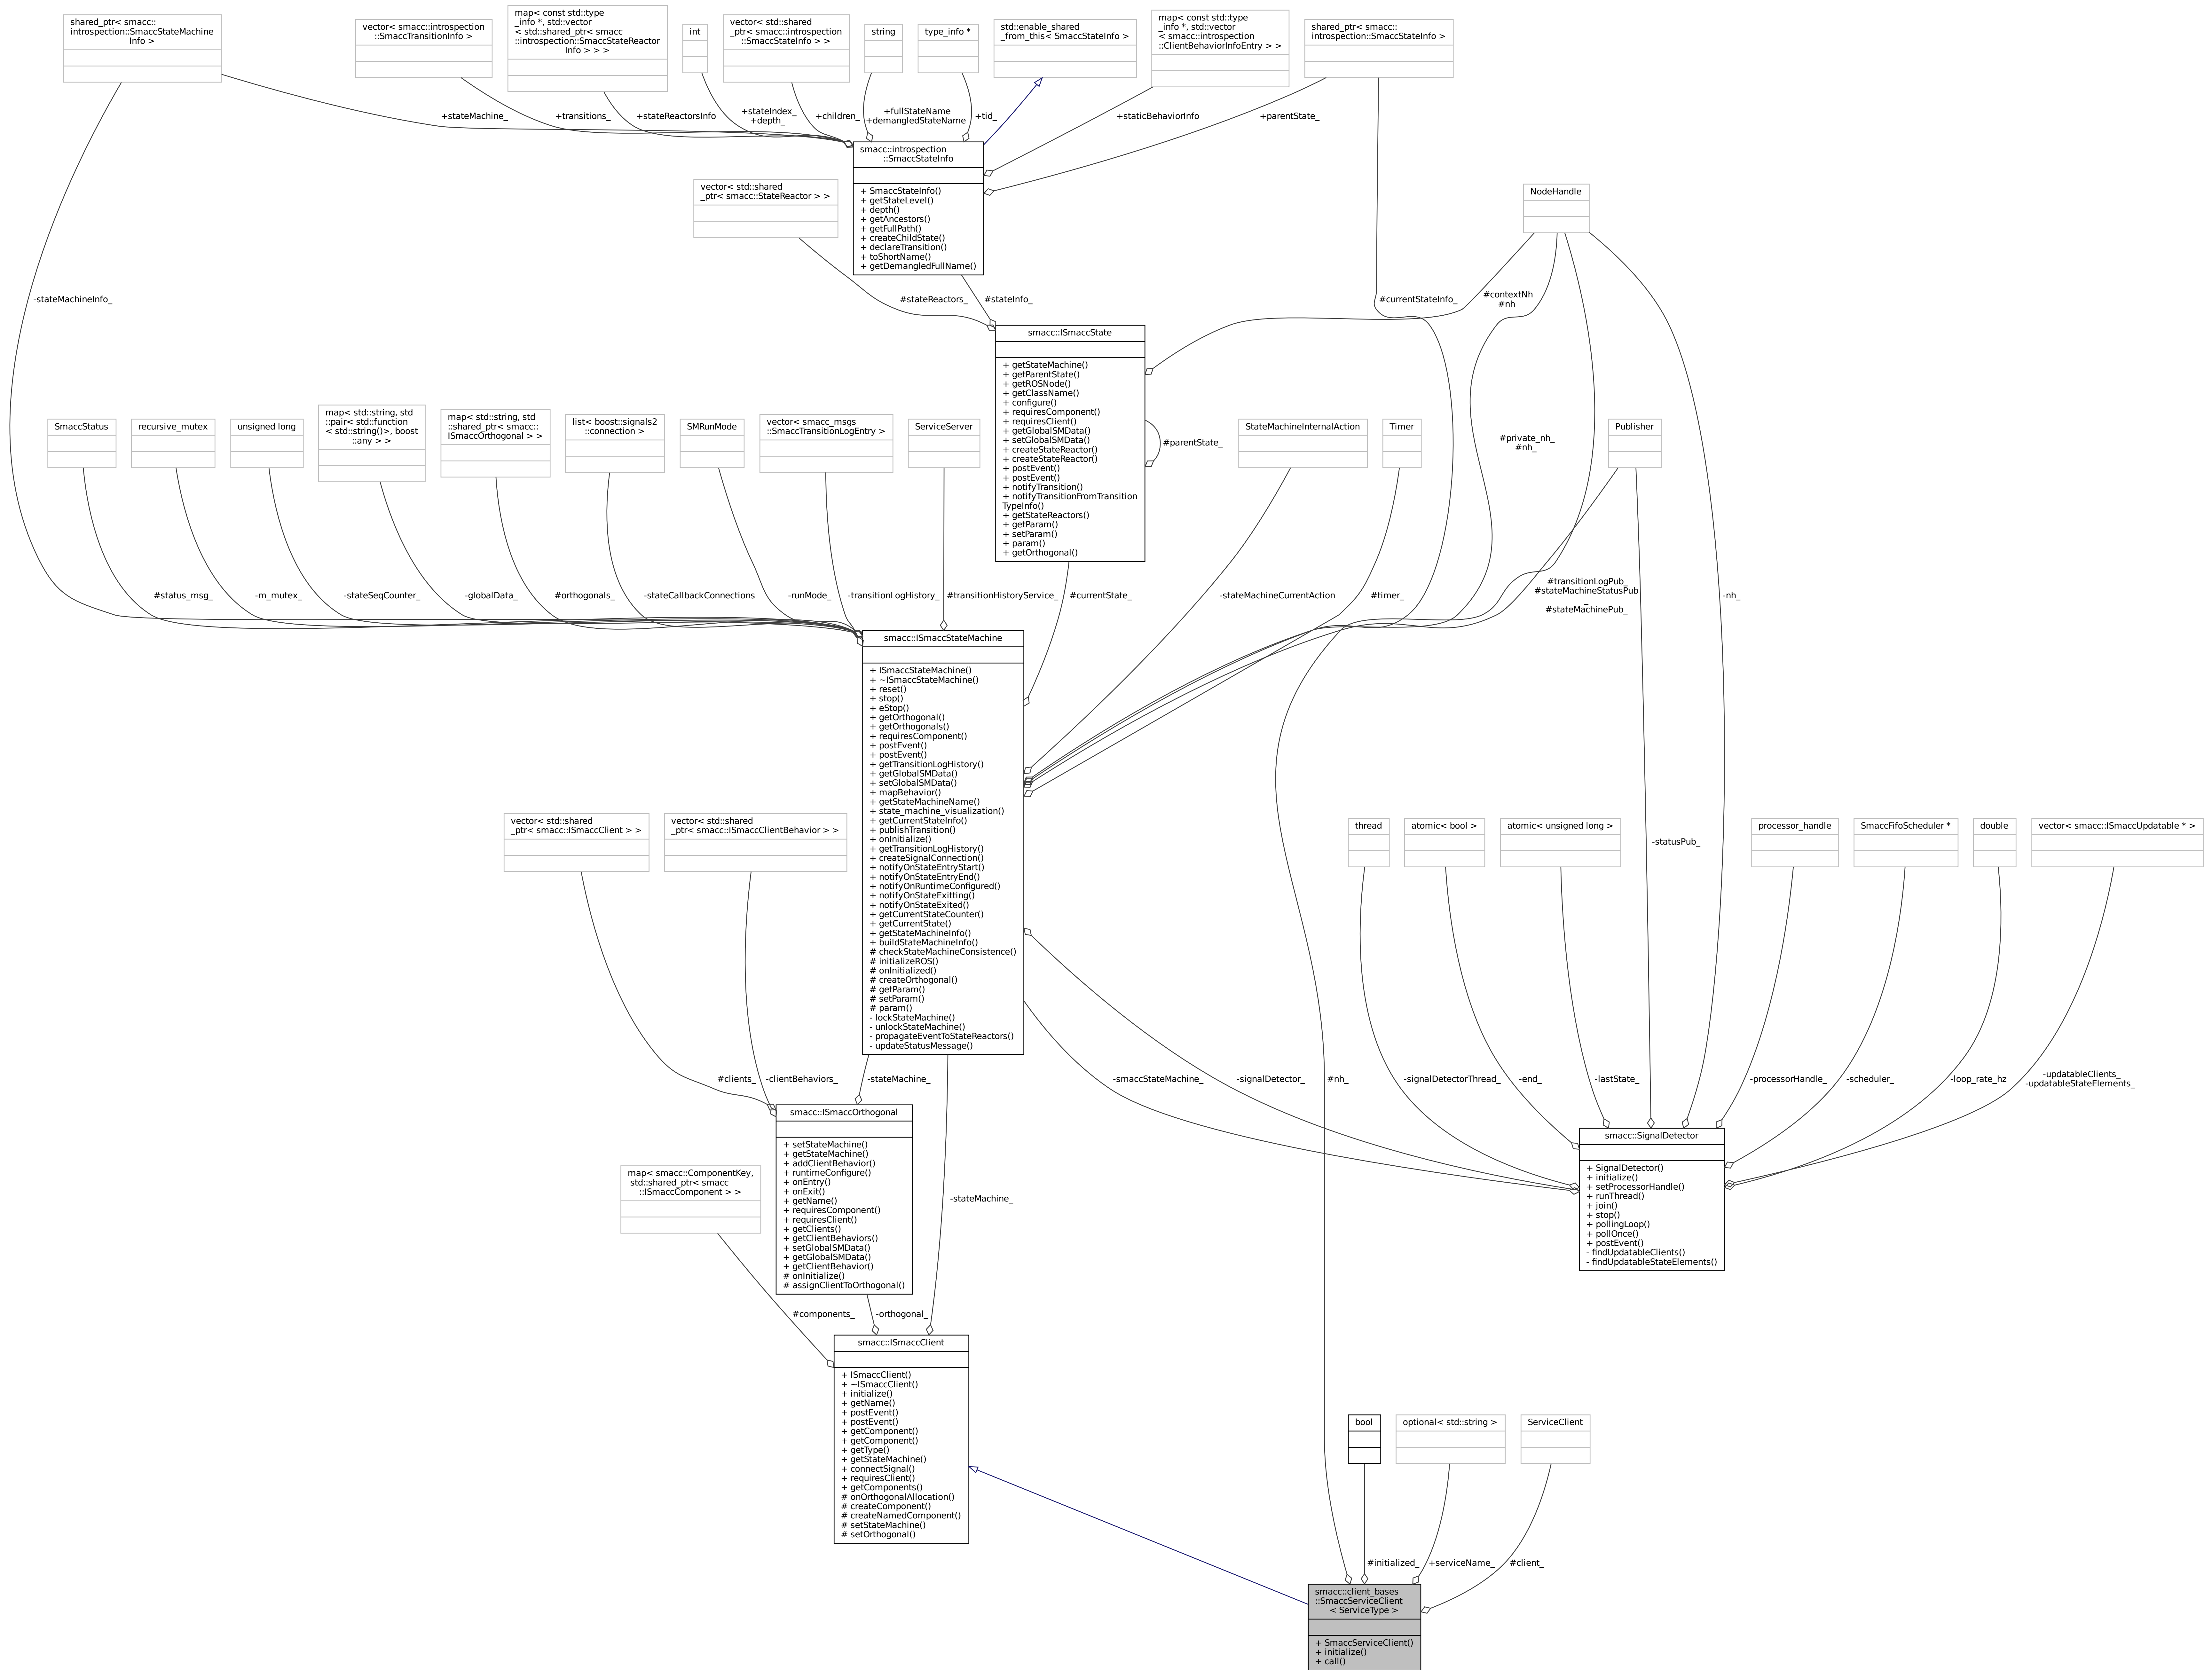 shared_ptr< smacc::
introspection::SmaccStateMachine
Info >
vector< smacc::introspection
::SmaccTransitionInfo >
map< const std::type
_info *, std::vector
< std::shared_ptr< smacc
::introspection::SmaccStateReactor
Info > > >
int
vector< std::shared
_ptr< smacc::introspection
::SmaccStateInfo > >
string
type_info *
std::enable_shared
_from_this< SmaccStateInfo >
map< const std::type
_info *, std::vector
< smacc::introspection
::ClientBehaviorInfoEntry > >
shared_ptr< smacc::
introspection::SmaccStateInfo >
+stateMachine_
+transitions_
+stateReactorsInfo
+stateIndex_
+depth_
+children_
+fullStateName
+demangledStateName
+tid_
+staticBehaviorInfo
+parentState_
smacc::introspection
::SmaccStateInfo
+ SmaccStateInfo()
+ getStateLevel()
+ depth()
+ getAncestors()
+ getFullPath()
+ createChildState()
+ declareTransition()
+ toShortName()
+ getDemangledFullName()
vector< std::shared
_ptr< smacc::StateReactor > >
NodeHandle
-stateMachineInfo_
#stateReactors_
#stateInfo_
#currentStateInfo_
#contextNh
#nh
smacc::ISmaccState
+ getStateMachine()
+ getParentState()
+ getROSNode()
+ getClassName()
+ configure()
+ requiresComponent()
+ requiresClient()
+ getGlobalSMData()
+ setGlobalSMData()
+ createStateReactor()
+ createStateReactor()
+ postEvent()
+ postEvent()
+ notifyTransition()
+ notifyTransitionFromTransition
TypeInfo()
+ getStateReactors()
+ getParam()
+ setParam()
+ param()
+ getOrthogonal()
#parentState_
SmaccStatus
recursive_mutex
unsigned long
map< std::string, std
::pair< std::function
< std::string()>, boost
::any > >
map< std::string, std
::shared_ptr< smacc::
ISmaccOrthogonal > >
list< boost::signals2
::connection >
SMRunMode
vector< smacc_msgs
::SmaccTransitionLogEntry >
ServiceServer
StateMachineInternalAction
Timer
#private_nh_
#nh_
Publisher
#status_msg_
-m_mutex_
-stateSeqCounter_
-globalData_
#orthogonals_
-stateCallbackConnections
-runMode_
-transitionLogHistory_
#transitionHistoryService_
#currentState_
-stateMachineCurrentAction
#timer_
#transitionLogPub_
#stateMachineStatusPub
_
#stateMachinePub_
-nh_
smacc::ISmaccStateMachine
+ ISmaccStateMachine()
+ ~ISmaccStateMachine()
+ reset()
+ stop()
+ eStop()
+ getOrthogonal()
+ getOrthogonals()
+ requiresComponent()
+ postEvent()
+ postEvent()
+ getTransitionLogHistory()
+ getGlobalSMData()
+ setGlobalSMData()
+ mapBehavior()
+ getStateMachineName()
+ state_machine_visualization()
+ getCurrentStateInfo()
+ publishTransition()
+ onInitialize()
+ getTransitionLogHistory()
+ createSignalConnection()
+ notifyOnStateEntryStart()
+ notifyOnStateEntryEnd()
+ notifyOnRuntimeConfigured()
+ notifyOnStateExitting()
+ notifyOnStateExited()
+ getCurrentStateCounter()
+ getCurrentState()
+ getStateMachineInfo()
+ buildStateMachineInfo()
# checkStateMachineConsistence()
# initializeROS()
# onInitialized()
# createOrthogonal()
# getParam()
# setParam()
# param()
- lockStateMachine()
- unlockStateMachine()
- propagateEventToStateReactors()
- updateStatusMessage()
vector< std::shared
_ptr< smacc::ISmaccClient > >
vector< std::shared
_ptr< smacc::ISmaccClientBehavior > >
thread
atomic< bool >
atomic< unsigned long >
-statusPub_
processor_handle
SmaccFifoScheduler *
double
vector< smacc::ISmaccUpdatable * >
#clients_
-clientBehaviors_
-stateMachine_
-smaccStateMachine_
-signalDetector_
#nh_
-signalDetectorThread_
-end_
-lastState_
-processorHandle_
-scheduler_
-loop_rate_hz
-updatableClients_
-updatableStateElements_
smacc::ISmaccOrthogonal
+ setStateMachine()
+ getStateMachine()
+ addClientBehavior()
+ runtimeConfigure()
+ onEntry()
+ onExit()
+ getName()
+ requiresComponent()
+ requiresClient()
+ getClients()
+ getClientBehaviors()
+ setGlobalSMData()
+ getGlobalSMData()
+ getClientBehavior()
# onInitialize()
# assignClientToOrthogonal()
smacc::SignalDetector
+ SignalDetector()
+ initialize()
+ setProcessorHandle()
+ runThread()
+ join()
+ stop()
+ pollingLoop()
+ pollOnce()
+ postEvent()
- findUpdatableClients()
- findUpdatableStateElements()
map< smacc::ComponentKey,
std::shared_ptr< smacc
::ISmaccComponent > >
-stateMachine_
#components_
-orthogonal_
smacc::ISmaccClient
+ ISmaccClient()
+ ~ISmaccClient()
+ initialize()
+ getName()
+ postEvent()
+ postEvent()
+ getComponent()
+ getComponent()
+ getType()
+ getStateMachine()
+ connectSignal()
+ requiresClient()
+ getComponents()
# onOrthogonalAllocation()
# createComponent()
# createNamedComponent()
# setStateMachine()
# setOrthogonal()
bool
optional< std::string >
ServiceClient
#initialized_
+serviceName_
#client_
smacc::client_bases
::SmaccServiceClient
< ServiceType >
+ SmaccServiceClient()
+ initialize()
+ call()